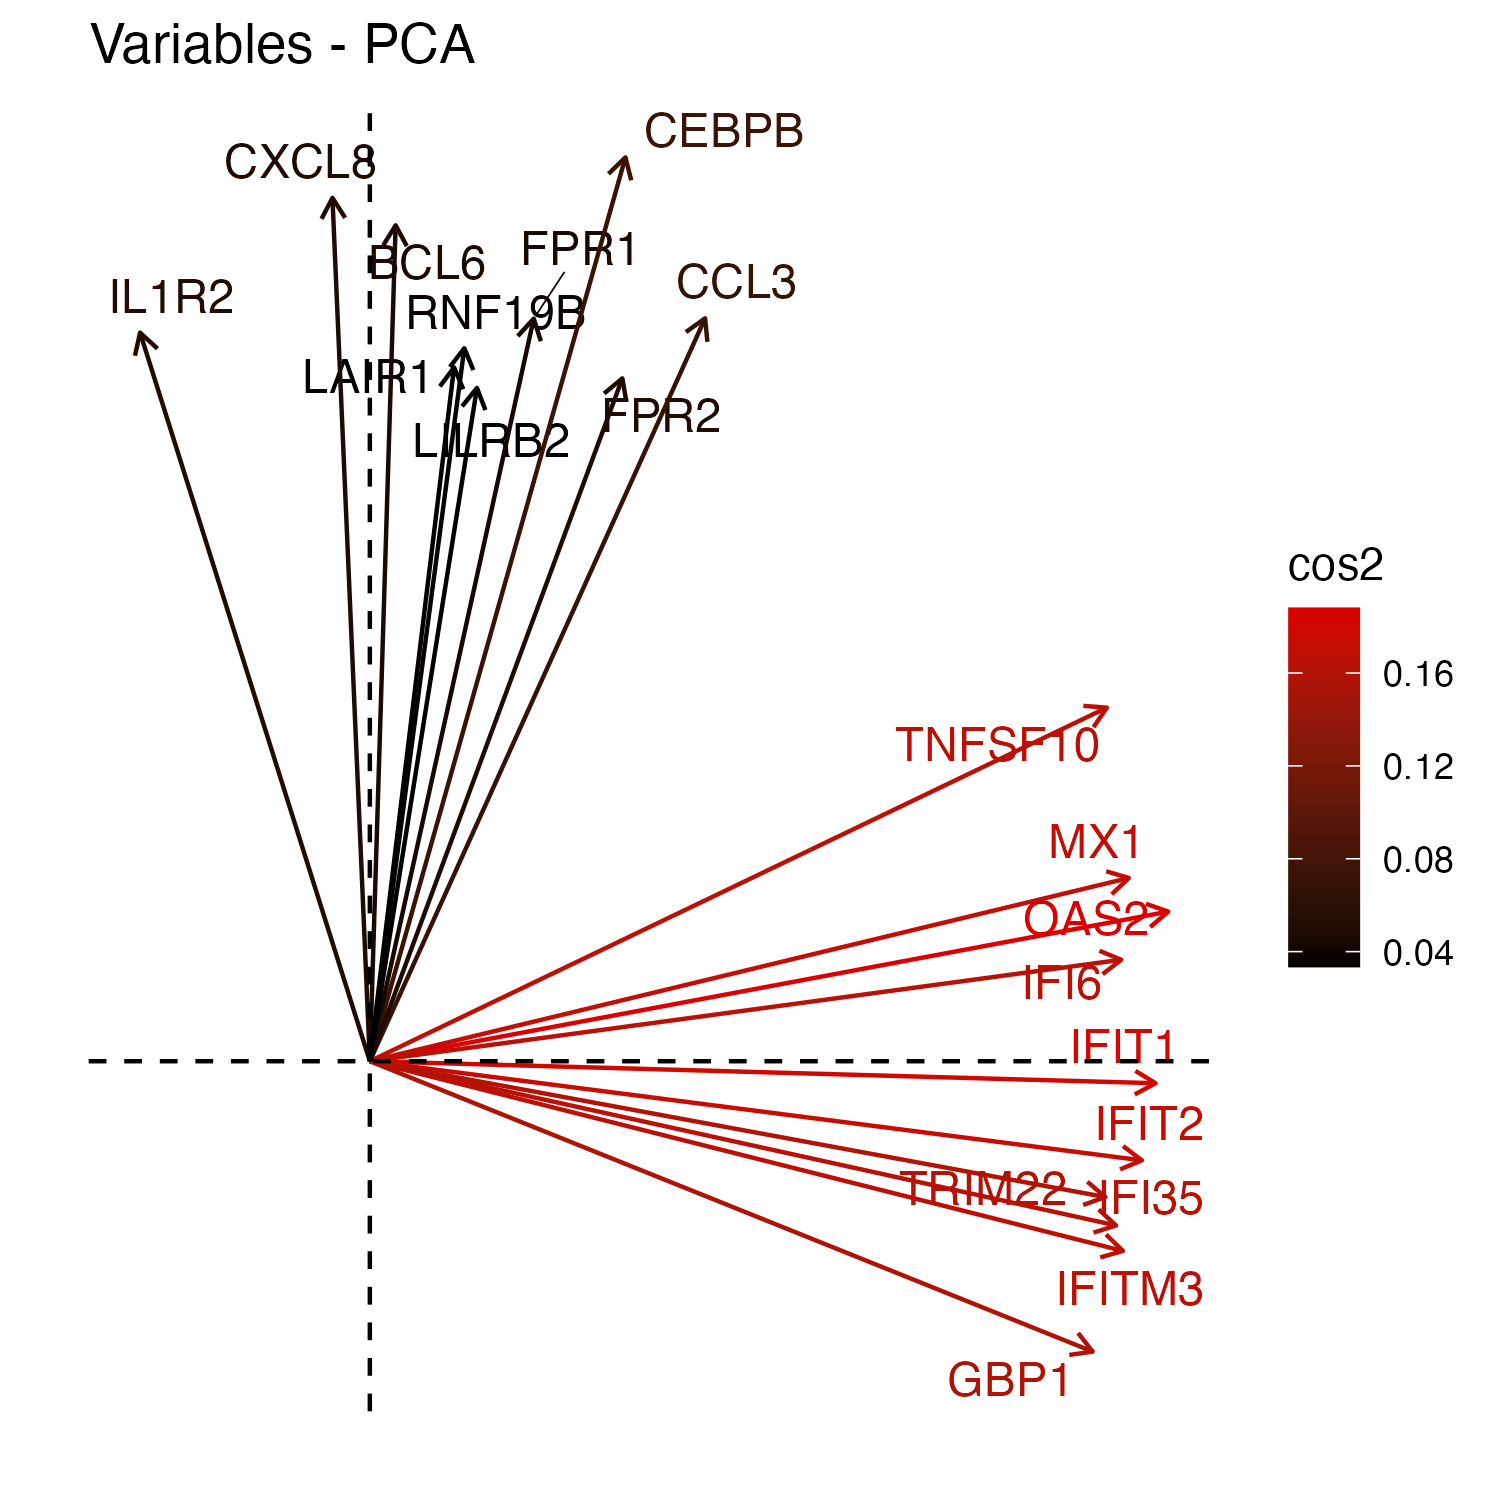 Variables - PCA
CEBPB
CXCL8
FPR1
BCL6
CCL3
IL1R2
RNF19B
LAIR1
FPR2
LILRB2
cos2
0.16
0.12
0.08
0.04
TNFSF10
MX1
OAS2
IFI6
IFIT1
IFIT2
TRIM22
IFI35
IFITM3
GBP1